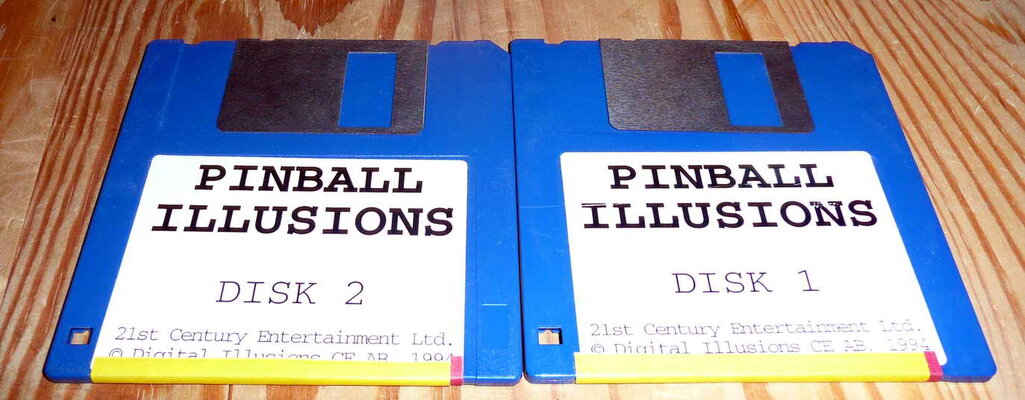 PINBALL
ILLUSIONS
DISK 2
21st Century Entertainment Ltd.
© Digital Illusions CE AB. 1994
PINBALL
ILLUSIONS
DISK 1
21st Century Entertainment Ltd.
© Digital Illusions CE AB. 1994